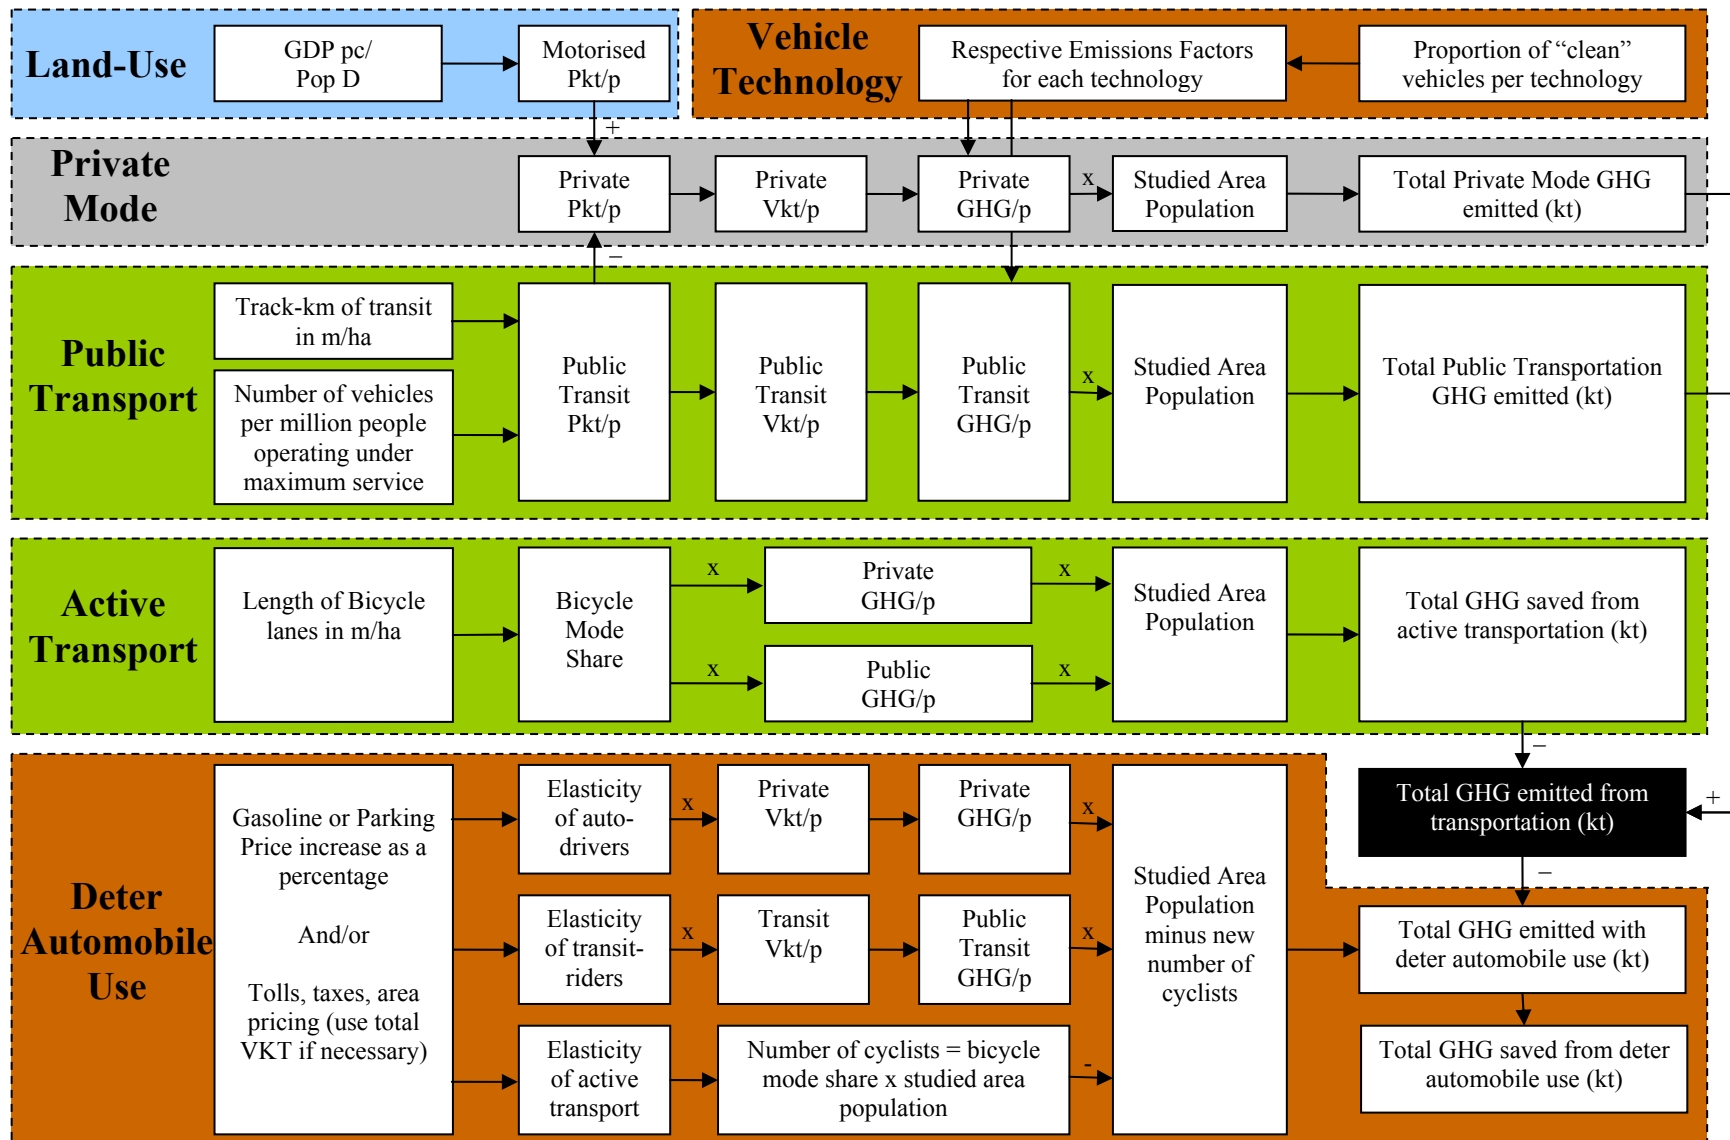 Land-Use
GDP pc/
Pop D
Motorised
Pkt/p
+
Vehicle
Technology
Respective Emissions Factors
for each technology
Proportion of “clean”
vehicles per technology
Private
Mode
Private
Pkt/p
Private
Vkt/p
Private
GHG/p
x
Studied Area
Population
Total Private Mode GHG
emitted (kt)
–
Public
Transport
Track-km of transit
in m/ha
Number of vehicles
per million people
operating under
maximum service
Public
Transit
Pkt/p
Public
Transit
Vkt/p
Public
Transit
GHG/p
x
Studied Area
Population
Total Public Transportation
GHG emitted (kt)
Active
Transport
Length of Bicycle
lanes in m/ha
Bicycle
Mode
Share
x
Private
GHG/p
x
x
Public
GHG/p
x
Studied Area
Population
Total GHG saved from
active transportation (kt)
–
Total GHG emitted from
transportation (kt)
+
–
Deter
Automobile
Use
Gasoline or Parking
Price increase as a
percentage
And/or
Tolls, taxes, area
pricing (use total
VKT if necessary)
Elasticity
of auto-
drivers
x
Private
Vkt/p
Private
GHG/p
x
Elasticity
of transit-
riders
x
Transit
Vkt/p
Public
Transit
GHG/p
x
Elasticity
of active
transport
Number of cyclists = bicycle
mode share x studied area
population
-
Studied Area
Population
minus new
number of
cyclists
Total GHG emitted with
deter automobile use (kt)
Total GHG saved from deter
automobile use (kt)